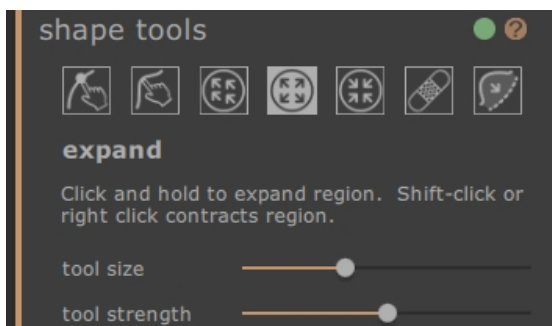 shape tools
?
expand
Click and hold to expand region.  Shift-click or
right click contracts region.
tool size
tool strength